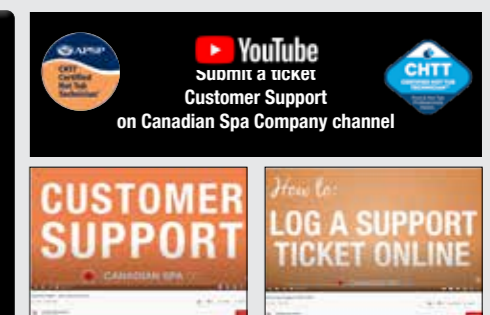 APSP
CHTT
Certified
Hot Tub
Technician
YouTube
Submit a ticket
Customer Support
on Canadian Spa Company channel
CHTT
CERTIFIED HOT TUB
TECHNICIAN
CUSTOMER
SUPPORT
CANADIAN SPA
How to:
LOG A SUPPORT
TICKET ONLINE